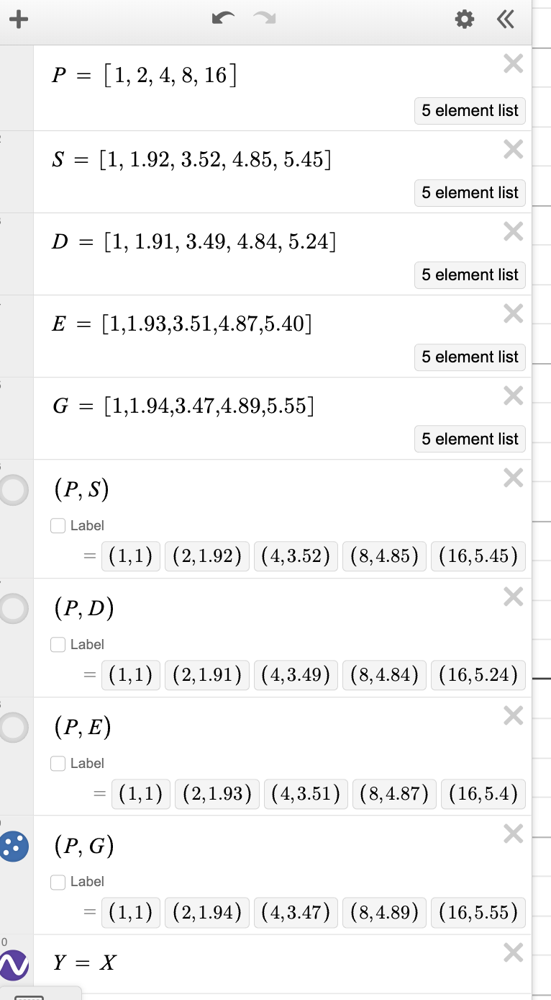 P = [1, 2, 4, 8, 16]
5 element list
2
S = [1, 1.92, 3.52, 4.85, 5.45]
5 element list
D = [1, 1.91, 3.49, 4.84, 5.24]
5 element list
E = [1,1.93,3.51,4.87,5.40]
5 element list
G = [1,1.94,3.47,4.89,5.55]
5 element list
(P, S)
Label
= (1,1) (2,1.92) (4,3.52) (8,4.85) (16,5.45)
(P, D)
Label
= (1,1) (2,1.91) (4,3.49) (8,4.84) (16,5.24)
(P, E)
Label
= (1,1) (2,1.93) (4,3.51) (8,4.87) (16,5.4)
(P, G)
Label
= (1,1) (2,1.94) (4,3.47) (8,4.89) (16,5.55)
0
Y = X